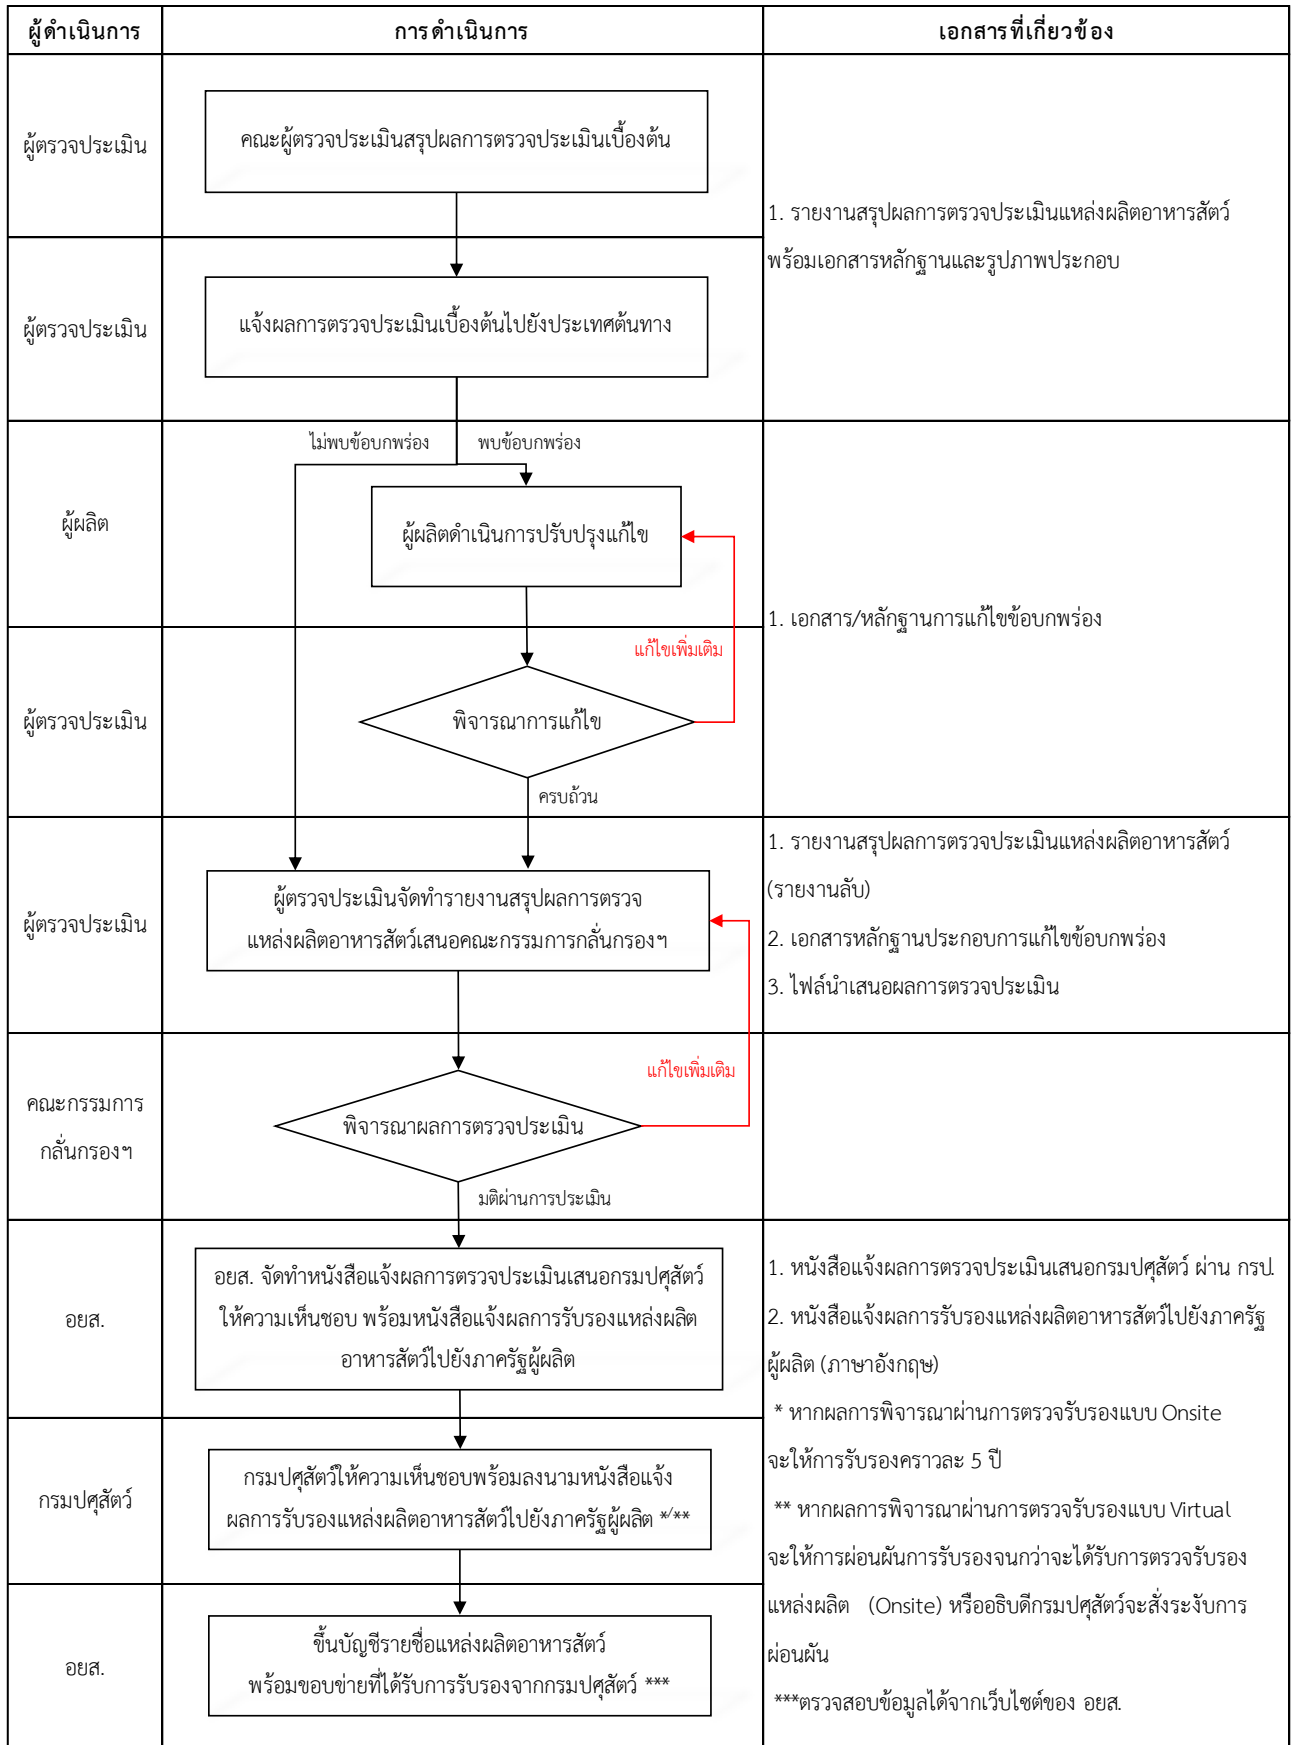 ผู้ดำเนินการ
การดำเนินการ
เอกสารที่เกี่ยวข้อง
ผู้ตรวจประเมิน
คณะผู้ตรวจประเมินสรุปผลการตรวจประเมินเบื้องต้น
1. รายงานสรุปผลการตรวจประเมินแหล่งผลิตอาหารสัตว์
พร้อมเอกสารหลักฐานและรูปภาพประกอบ
ผู้ตรวจประเมิน
แจ้งผลการตรวจประเมินเบื้องต้นไปยังประเทศต้นทาง
ไม่พบข้อบกพร่อง
พบข้อบกพร่อง
ผู้ผลิต
ผู้ผลิตดำเนินการปรับปรุงแก้ไข
1. เอกสาร/หลักฐานการแก้ไขข้อบกพร่อง
แก้ไขเพิ่มเติม
ผู้ตรวจประเมิน
พิจารณาการแก้ไข
ครบถ้วน
ผู้ตรวจประเมิน
ผู้ตรวจประเมินจัดทำรายงานสรุปผลการตรวจ
แหล่งผลิตอาหารสัตว์เสนอคณะกรรมการกลั่นกรองฯ
1. รายงานสรุปผลการตรวจประเมินแหล่งผลิตอาหารสัตว์
(รายงานลับ)
2. เอกสารหลักฐานประกอบการแก้ไขข้อบกพร่อง
3. ไฟล์นำเสนอผลการตรวจประเมิน
แก้ไขเพิ่มเติม
คณะกรรมการ
กลั่นกรองฯ
พิจารณาผลการตรวจประเมิน
มติผ่านการประเมิน
อยส.
อยส. จัดทำหนังสือแจ้งผลการตรวจประเมินเสนอกรมปศุสัตว์
ให้ความเห็นชอบ พร้อมหนังสือแจ้งผลการรับรองแหล่งผลิต
อาหารสัตว์ไปยังภาครัฐผู้ผลิต
1. หนังสือแจ้งผลการตรวจประเมินเสนอกรมปศุสัตว์ ผ่าน กรป.
2. หนังสือแจ้งผลการรับรองแหล่งผลิตอาหารสัตว์ไปยังภาครัฐ
ผู้ผลิต (ภาษาอังกฤษ)
* หากผลการพิจารณาผ่านการตรวจรับรองแบบ Onsite
จะให้การรับรองคราวละ 5 ปี
** หากผลการพิจารณาผ่านการตรวจรับรองแบบ Virtual
จะให้การผ่อนผันการรับรองจนกว่าจะได้รับการตรวจรับรอง
แหล่งผลิต (Onsite) หรืออธิบดีกรมปศุสัตว์จะสั่งระงับการ
ผ่อนผัน
***ตรวจสอบข้อมูลได้จากเว็บไซต์ของ อยส.
กรมปศุสัตว์
กรมปศุสัตว์ให้ความเห็นชอบพร้อมลงนามหนังสือแจ้ง
ผลการรับรองแหล่งผลิตอาหารสัตว์ไปยังภาครัฐผู้ผลิต */**
อยส.
ขึ้นบัญชีรายชื่อแหล่งผลิตอาหารสัตว์
พร้อมขอบข่ายที่ได้รับการรับรองจากกรมปศุสัตว์ ***